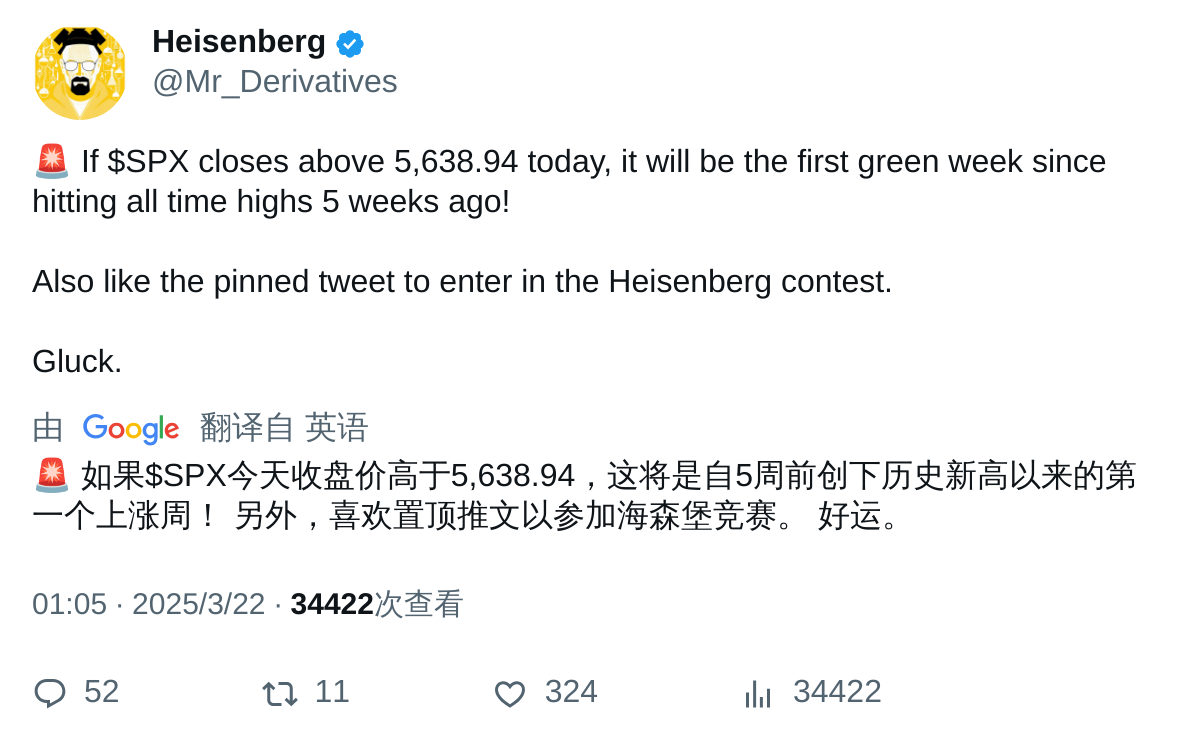 Heisenberg
@Mr_Derivatives
🚨 If $SPX closes above 5,638.94 today, it will be the first green week since
hitting all time highs 5 weeks ago!
Also like the pinned tweet to enter in the Heisenberg contest.
Gluck.
由 Google 翻译自 英语
🚨 如果$SPX今天收盘价高于5,638.94，这将是自5周前创下历史新高以来的第
一个上涨周！ 另外，喜欢置顶推文以参加海森堡竞赛。 好运。
01:05 · 2025/3/22 · 34422次查看
52 11 324 34422